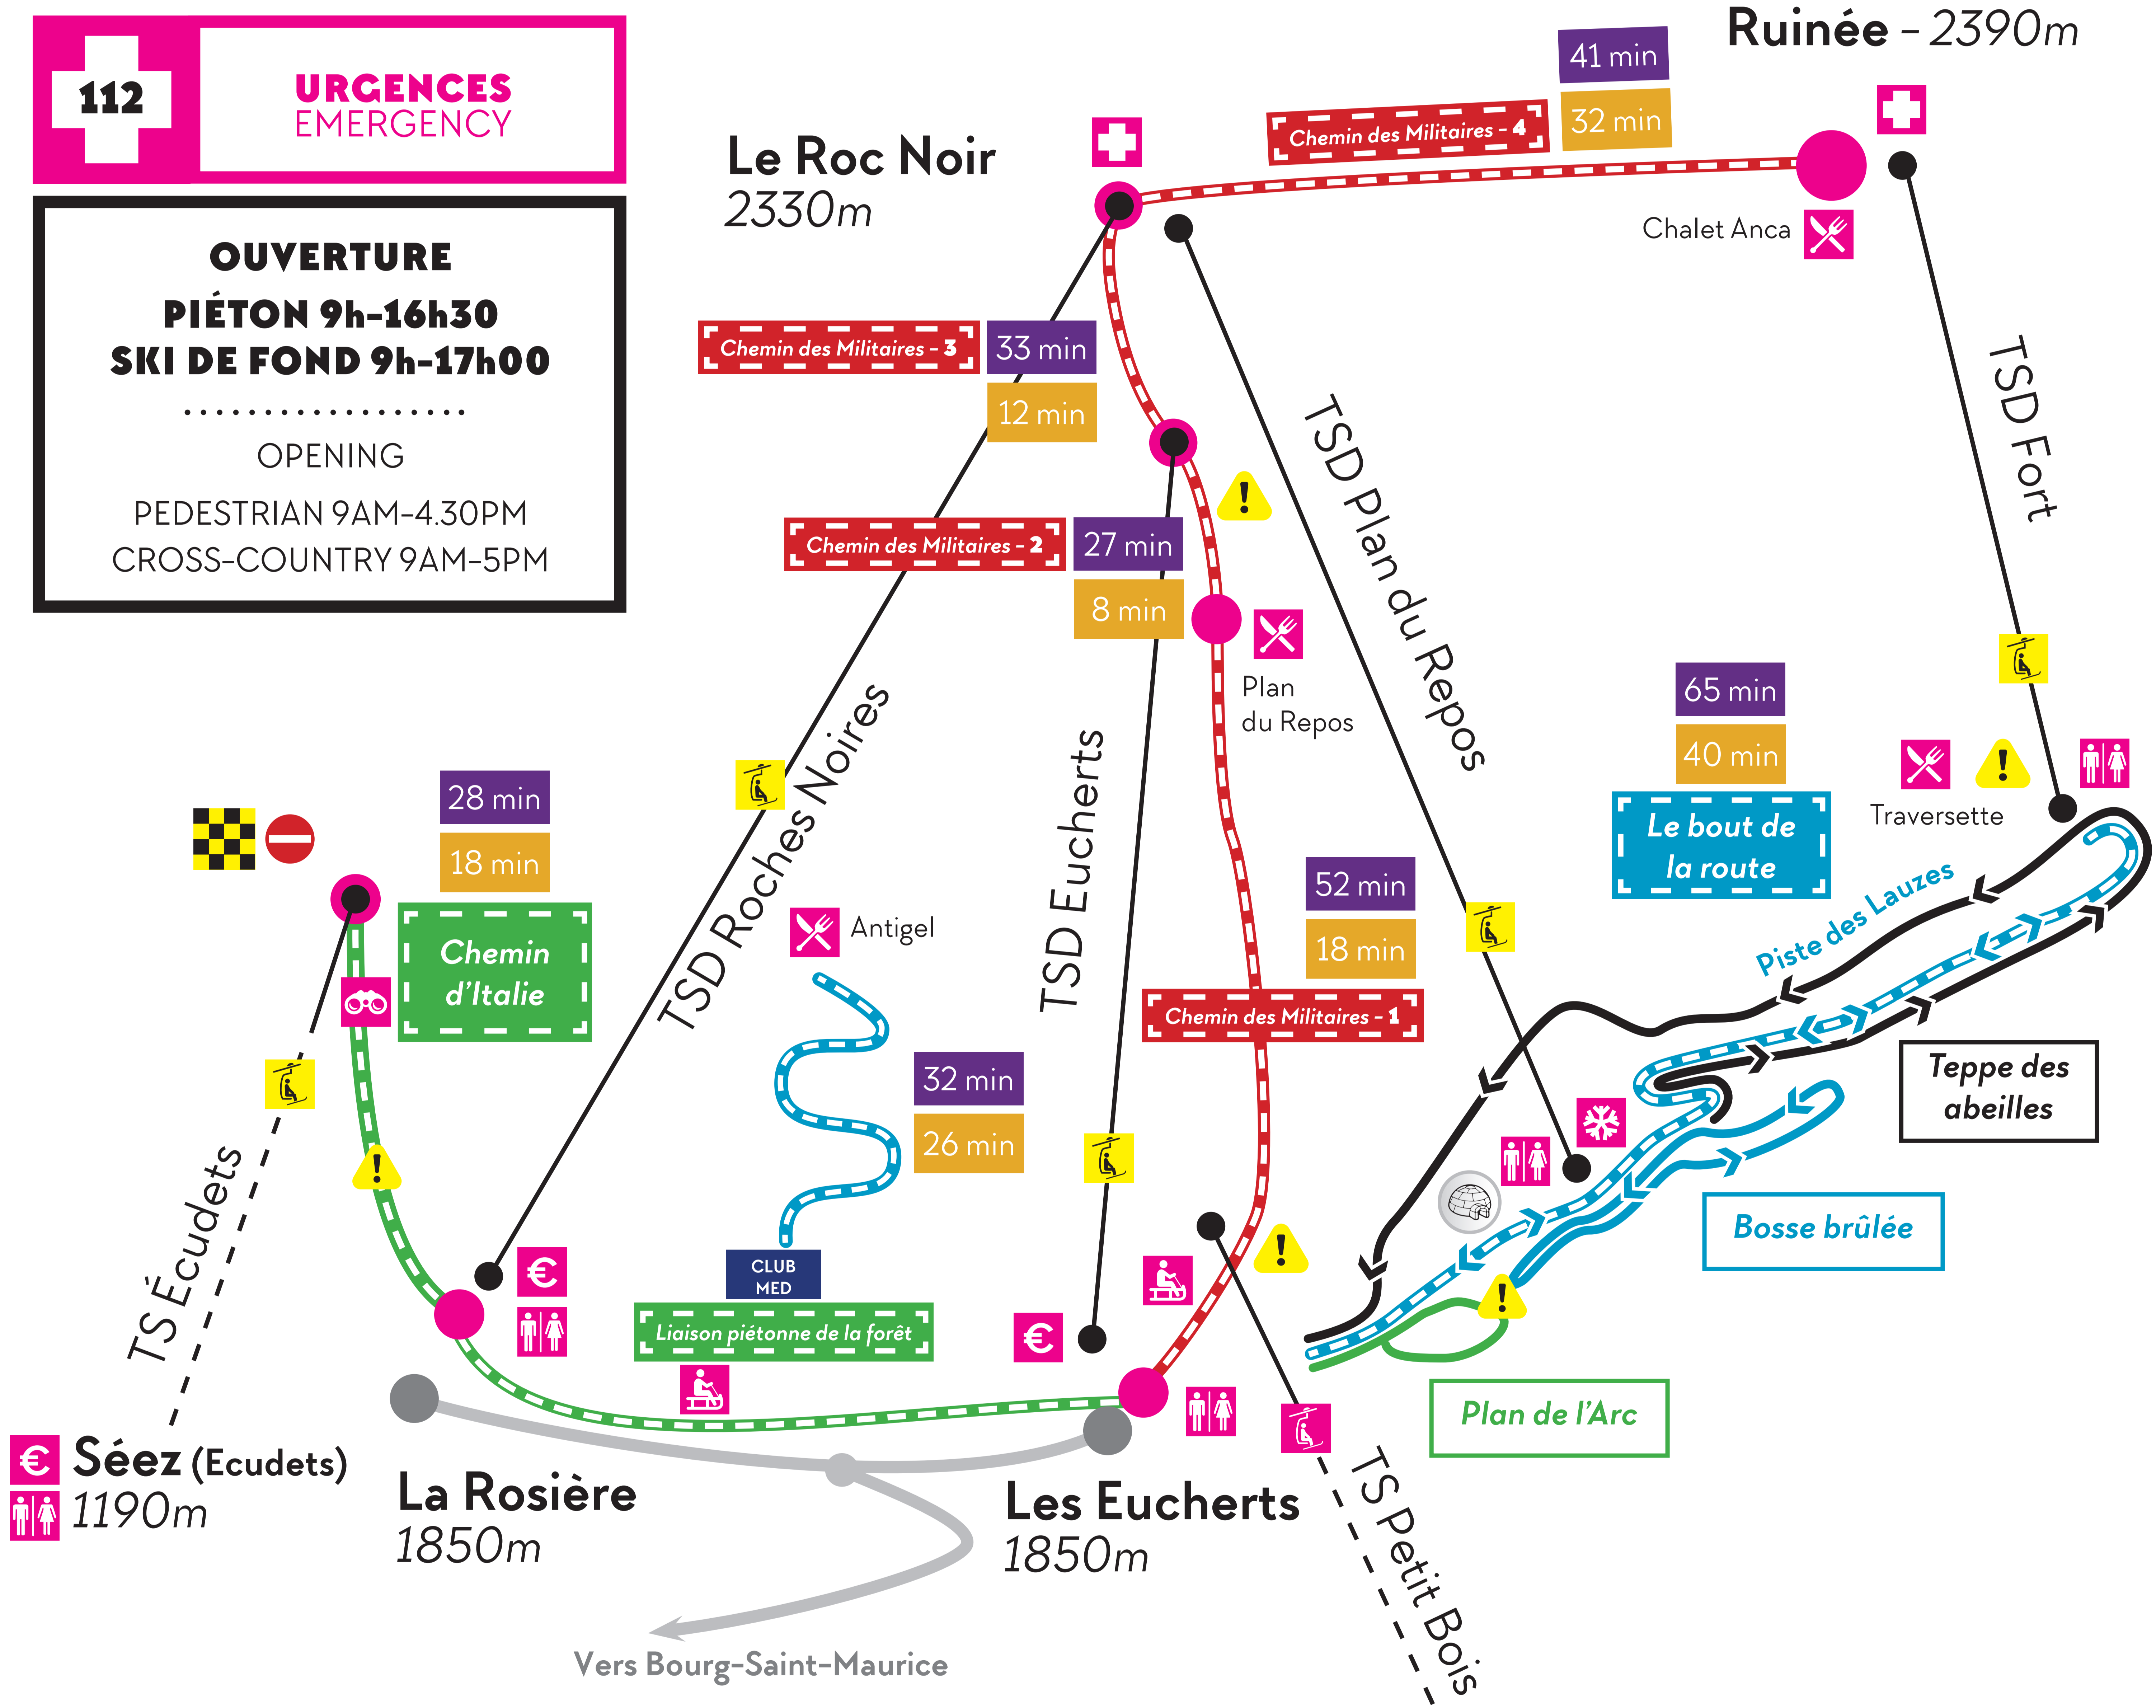 112
URGENCES
EMERGENCY
OUVERTURE
PIÉTON 9h-16h30
SKI DE FOND 9h-17h00
OPENING
PEDESTRIAN 9AM-4.30PM
CROSS-COUNTRY 9AM-5PM
Ruinée - 2390m
41 min
32 min
Chemin des Militaires - 4
Le Roc Noir
2330m
Chalet Anca
Chemin des Militaires - 3
33 min
12 min
TSD Fort
TSD Plan du Repos
Chemin des Militaires - 2
27 min
8 min
Plan
du Repos
TSD Roches Noires
TSD Eucherts
65 min
40 min
Le bout de
la route
Traversette
Piste des Lauzes
28 min
18 min
Chemin
d'Italie
Antigel
52 min
18 min
Chemin des Militaires - 1
32 min
26 min
Teppe des
abeilles
Bosse brûlée
TS Écudets
CLUB
MED
Liaison piétonne de la forêt
€
€
Plan de l'Arc
€
Séez (Ecudets)
1190m
La Rosière
1850m
Les Eucherts
1850m
TS Petit Bois
Vers Bourg-Saint-Maurice